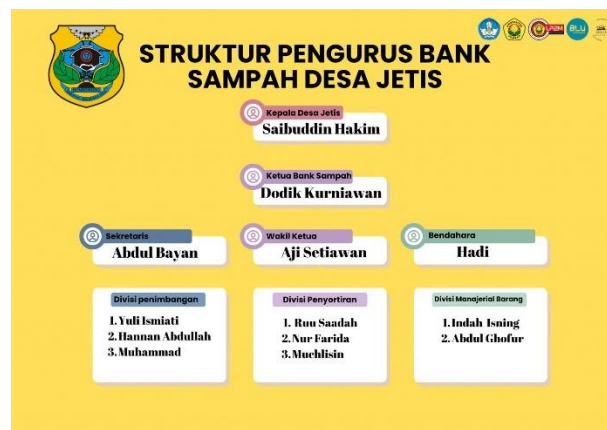 STRUKTUR PENGURUS BANK
SAMPAH DESA JETIS
Kepala Desa Jetis
Saibuddin Hakim
Ketua Bank Sampah
Dodik Kurniawan
Sekretaris
Abdul Bayan
Wakil Ketua
Aji Setiawan
Bendahara
Hadi
Divisi penimbangan
1. Yuli Ismiati
2. Hannan Abdullah
3. Muhammad
Divisi Penyortiran
1. Ruu Saadah
2. Nur Farida
3. Muchlisin
Divisi Manajerial Barang
1. Indah Isning
2. Abdul Ghofur
BLU